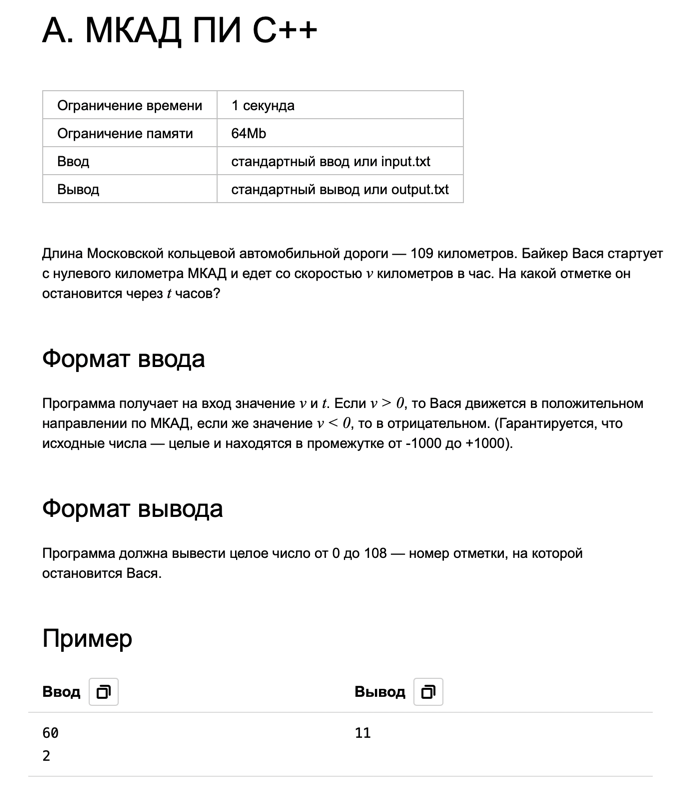 A. МКАД ПИ C++
Ограничение времени 1 секунда
Ограничение памяти 64Mb
Ввод стандартный ввод или input.txt
Вывод стандартный вывод или output.txt
Длина Московской кольцевой автомобильной дороги — 109 километров. Байкер Вася стартует
с нулевого километра МКАД и едет со скоростью v километров в час. На какой отметке он
остановится через t часов?
Формат ввода
Программа получает на вход значение v и t. Если v > 0, то Вася движется в положительном
направлении по МКАД, если же значение v < 0, то в отрицательном. (Гарантируется, что
исходные числа — целые и находятся в промежутке от -1000 до +1000).
Формат вывода
Программа должна вывести целое число от 0 до 108 — номер отметки, на которой
остановится Вася.
Пример
Ввод Вывод
60 11
2